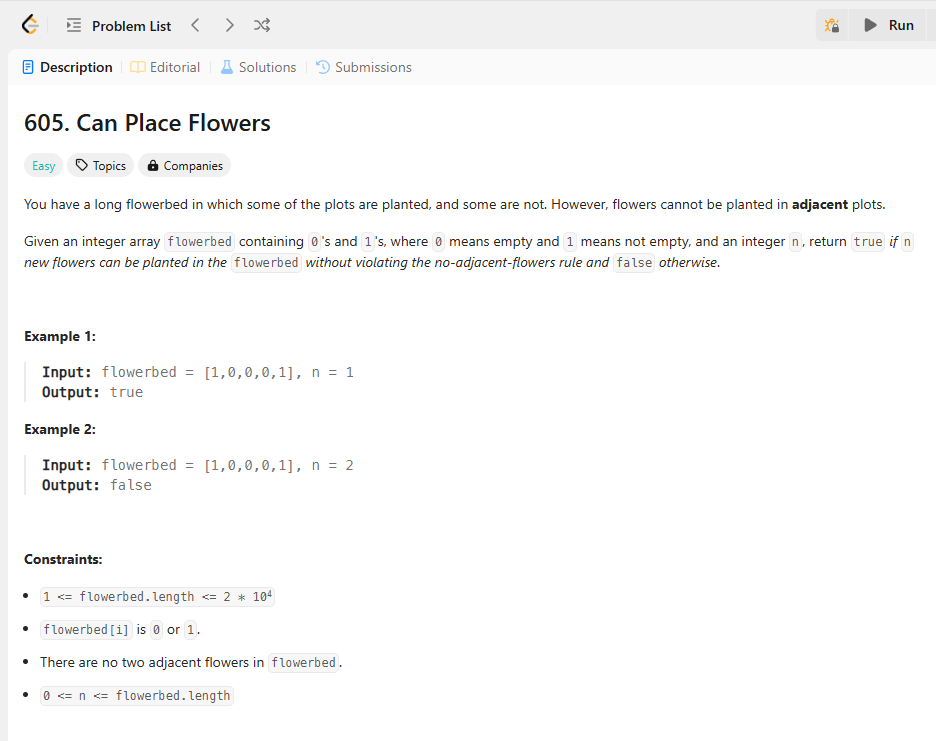 Problem List
Run
Description
Editorial
Solutions
Submissions
605. Can Place Flowers
Easy
Topics
Companies
You have a long flowerbed in which some of the plots are planted, and some are not. However, flowers cannot be planted in adjacent plots.
Given an integer array flowerbed containing 0's and 1's, where 0 means empty and 1 means not empty, and an integer n, return true if n
new flowers can be planted in the flowerbed without violating the no-adjacent-flowers rule and false otherwise.
Example 1:
Input: flowerbed = [1,0,0,0,1], n = 1
Output: true
Example 2:
Input: flowerbed = [1,0,0,0,1], n = 2
Output: false
Constraints:
1 <= flowerbed.length <= 2 * 10⁴
flowerbed[i] is 0 or 1.
There are no two adjacent flowers in flowerbed.
0 <= n <= flowerbed.length